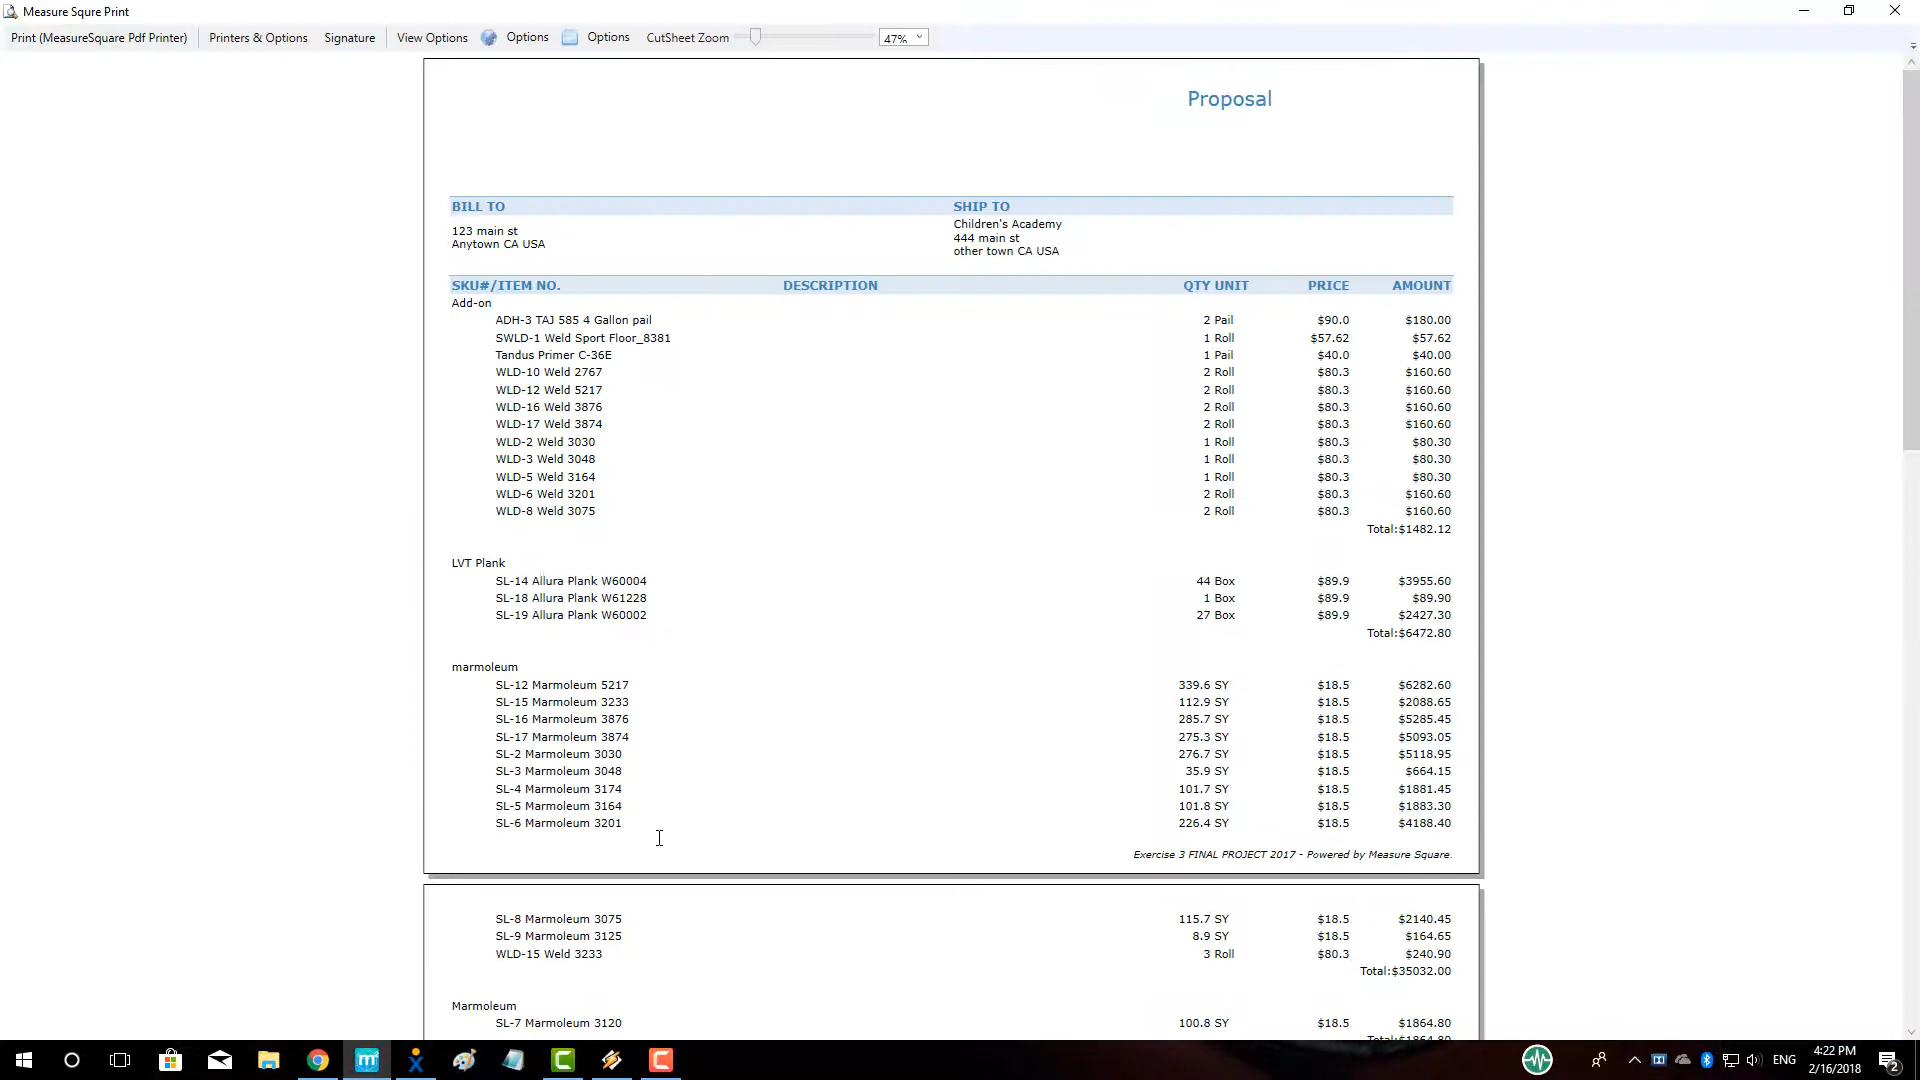 Measure Squre Print
Print (MeasureSquare Pdf Printer) Printers & Options Signature View Options Options Options CutSheet Zoom 47%
Proposal
BILL TO SHIP TO
123 main st
Anytown CA USA
Children's Academy
444 main st
other town CA USA
SKU#/ITEM NO. DESCRIPTION QTY UNIT PRICE AMOUNT
Add-on
ADH-3 TAJ 585 4 Gallon pail 2 Pail $90.0 $180.00
SWLD-1 Weld Sport Floor_8381 1 Roll $57.62 $57.62
Tandus Primer C-36E 1 Pail $40.0 $40.00
WLD-10 Weld 2767 2 Roll $80.3 $160.60
WLD-12 Weld 5217 2 Roll $80.3 $160.60
WLD-16 Weld 3876 2 Roll $80.3 $160.60
WLD-17 Weld 3874 2 Roll $80.3 $160.60
WLD-2 Weld 3030 1 Roll $80.3 $80.30
WLD-3 Weld 3048 1 Roll $80.3 $80.30
WLD-5 Weld 3164 1 Roll $80.3 $80.30
WLD-6 Weld 3201 2 Roll $80.3 $160.60
WLD-8 Weld 3075 2 Roll $80.3 $160.60
Total:$1482.12
LVT Plank
SL-14 Allura Plank W60004 44 Box $89.9 $3955.60
SL-18 Allura Plank W61228 1 Box $89.9 $89.90
SL-19 Allura Plank W60002 27 Box $89.9 $2427.30
Total:$6472.80
marmoleum
SL-12 Marmoleum 5217 339.6 SY $18.5 $6282.60
SL-15 Marmoleum 3233 112.9 SY $18.5 $2088.65
SL-16 Marmoleum 3876 285.7 SY $18.5 $5285.45
SL-17 Marmoleum 3874 275.3 SY $18.5 $5093.05
SL-2 Marmoleum 3030 276.7 SY $18.5 $5118.95
SL-3 Marmoleum 3048 35.9 SY $18.5 $664.15
SL-4 Marmoleum 3174 101.7 SY $18.5 $1881.45
SL-5 Marmoleum 3164 101.8 SY $18.5 $1883.30
SL-6 Marmoleum 3201 226.4 SY $18.5 $4188.40
Exercise 3 FINAL PROJECT 2017 - Powered by Measure Square.
SL-8 Marmoleum 3075 115.7 SY $18.5 $2140.45
SL-9 Marmoleum 3125 8.9 SY $18.5 $164.65
WLD-15 Weld 3233 3 Roll $80.3 $240.90
Total:$35032.00
Marmoleum
SL-7 Marmoleum 3120 100.8 SY $18.5 $1864.80
Total:$1864.80
ENG 4:22 PM
2/16/2018 2